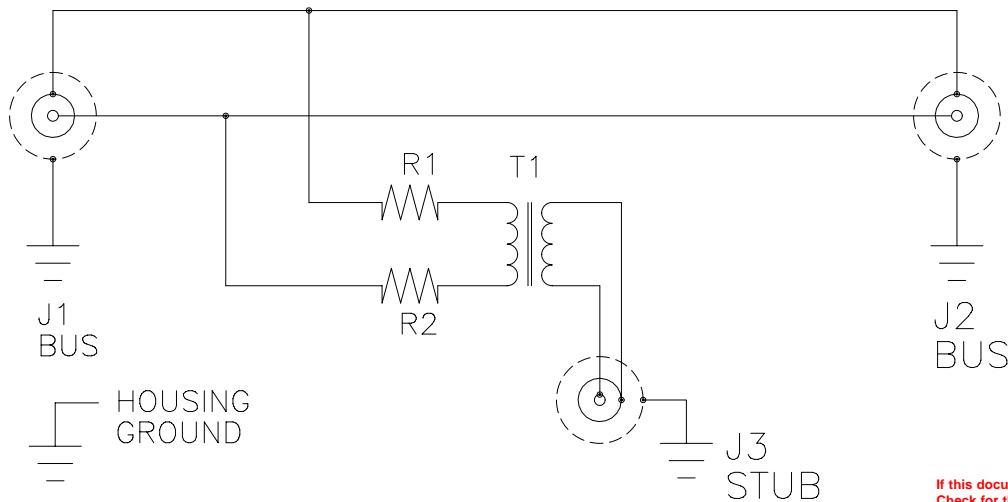 R1
T1
R2
J1
BUS
J2
BUS
HOUSING
GROUND
J3
STUB
If this docu
Check for t